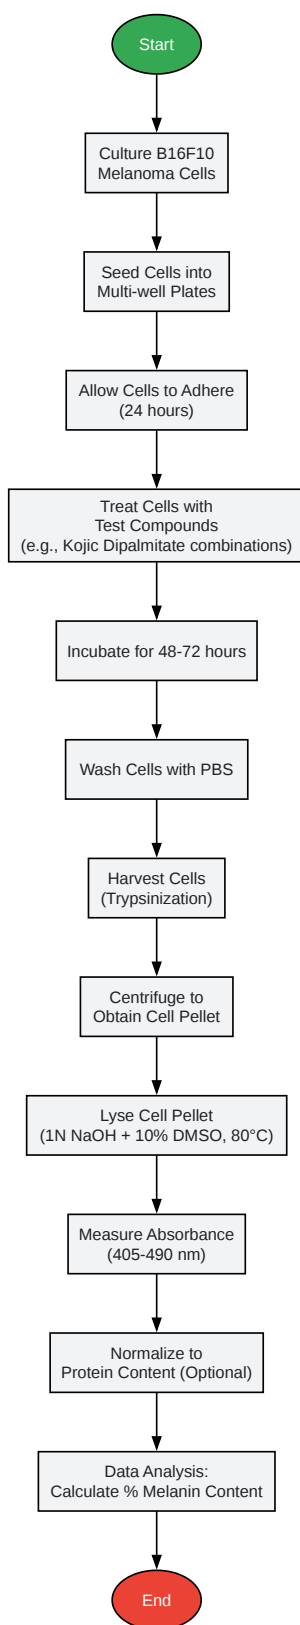 Start
Culture B16F10
Melanoma Cells
Seed Cells into
Multi-well Plates
Allow Cells to Adhere
(24 hours)
Treat Cells with
Test Compounds
(e.g., Kojic Dipalmitate combinations)
Incubate for 48-72 hours
Wash Cells with PBS
Harvest Cells
(Trypsinization)
Centrifuge to
Obtain Cell Pellet
Lyse Cell Pellet
(1N NaOH + 10% DMSO, 80°C)
Measure Absorbance
(405-490 nm)
Normalize to
Protein Content (Optional)
Data Analysis:
Calculate % Melanin Content
End